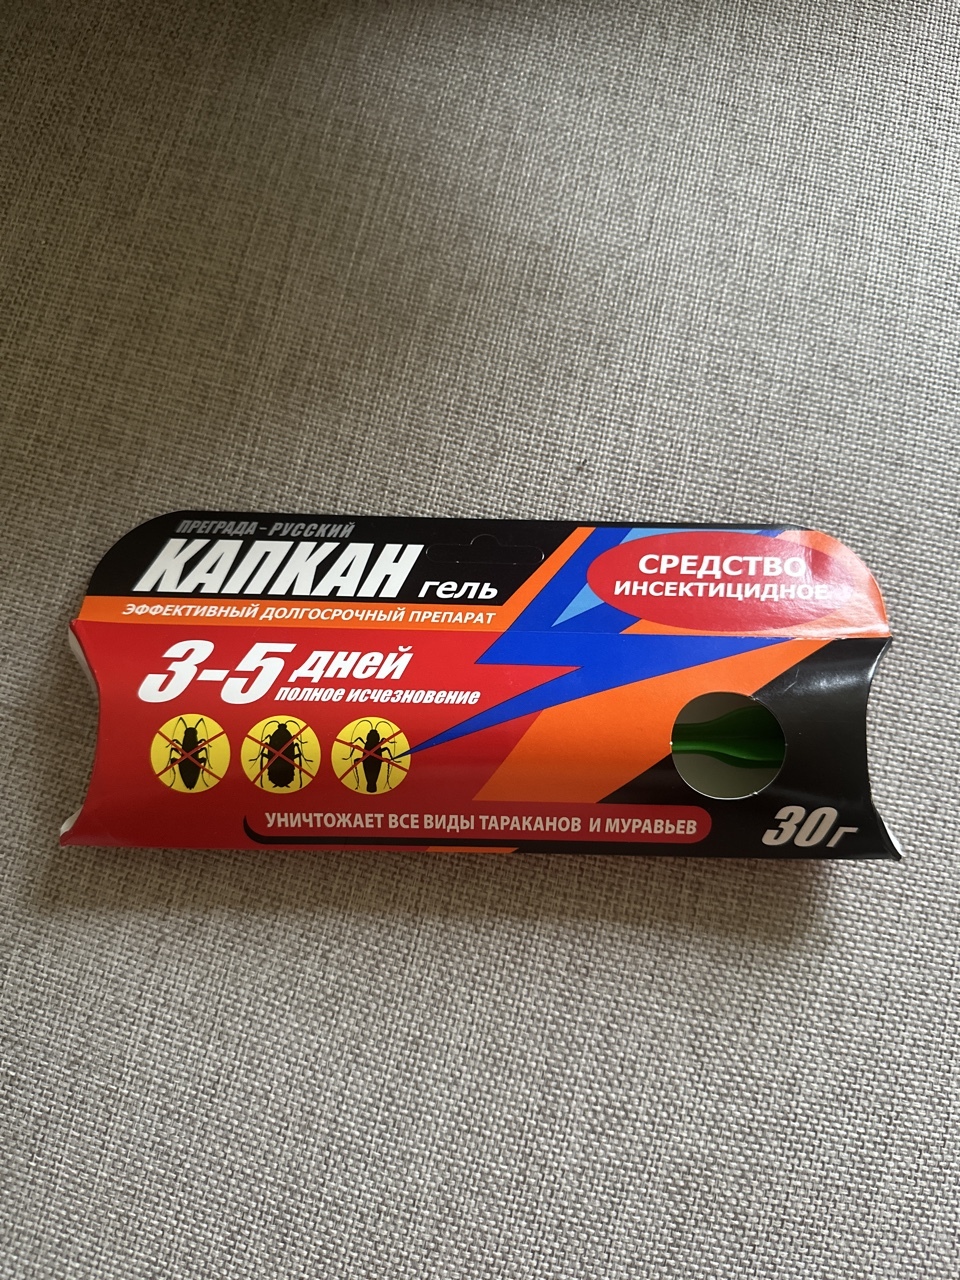 ПРЕГРАДА - РУССКИЙ
КАПКАН гель
ЭФФЕКТИВНЫЙ ДОЛГОСРОЧНЫЙ ПРЕПАРАТ
СРЕДСТВО
ИНСЕКТИЦИДНОЕ
3-5 дней
полное исчезновение
УНИЧТОЖАЕТ ВСЕ ВИДЫ ТАРАКАНОВ И МУРАВЬЕВ
30 г